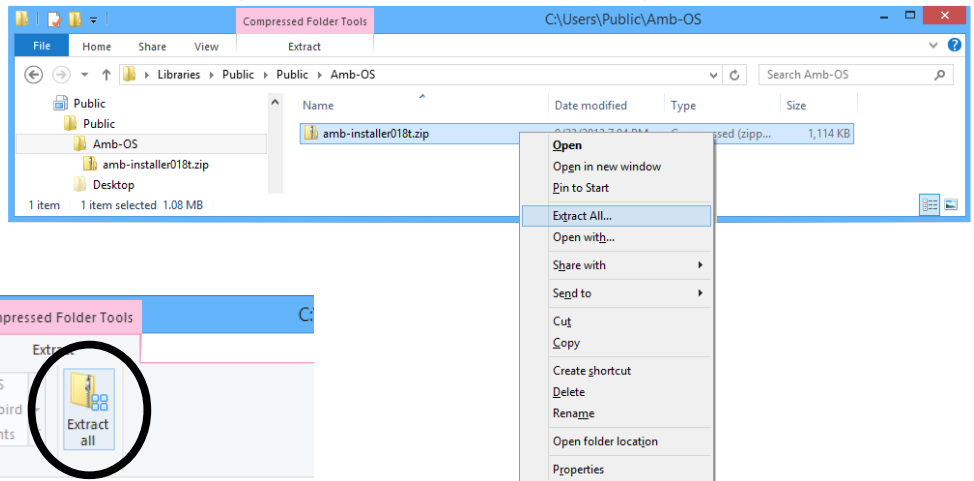 Compressed Folder Tools
C:\Users\Public\Amb-OS
File Home Share View Extract
Libraries Public Public Amb-OS
Search Amb-OS
Public
Public
Amb-OS
amb-installer018t.zip
Desktop
Name Date modified Type Size
amb-installer018t.zip 1,114 KB
1 item 1 item selected 1.08 MB
Open
Open in new window
Pin to Start
Extract All...
Open with...
Share with
Send to
Cut
Copy
Create shortcut
Delete
Rename
Open folder location
Properties
Folder Tools
C:
Extract
Extract
all